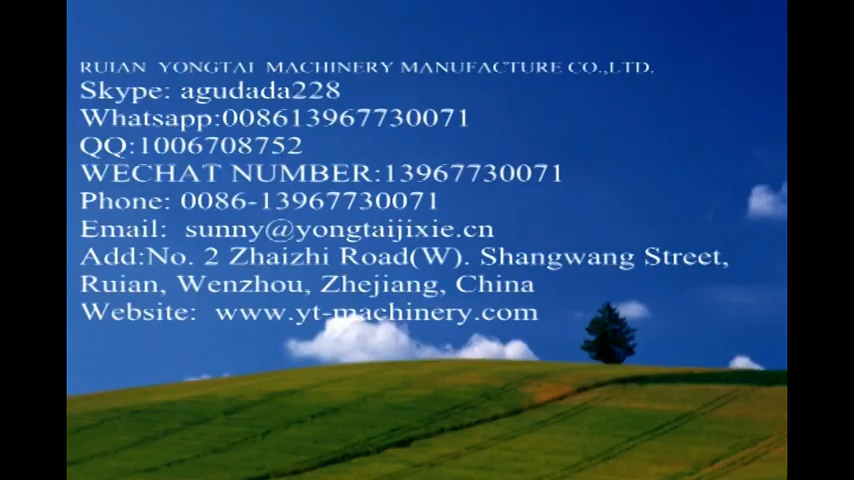 RUIAN YONGTAI MACHINERY MANUFACTURE CO.,LTD.
Skype: agudada228
Whatsapp:008613967730071
QQ:1006708752
WECHAT NUMBER:13967730071
Phone: 0086-13967730071
Email: sunny@yongtaijixie.cn
Add:No. 2 Zhaizhi Road(W). Shangwang Street,
Ruian, Wenzhou, Zhejiang, China
Website: www.yt-machinery.com